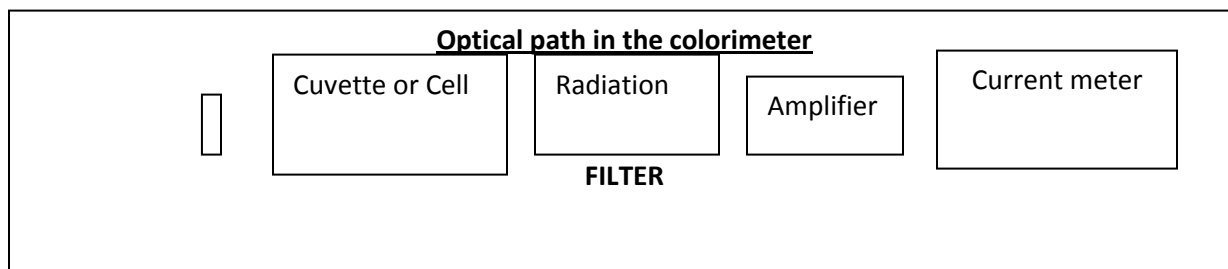 Optical path in the colorimeter
Cuvette or Cell
Radiation
Amplifier
Current meter
FILTER